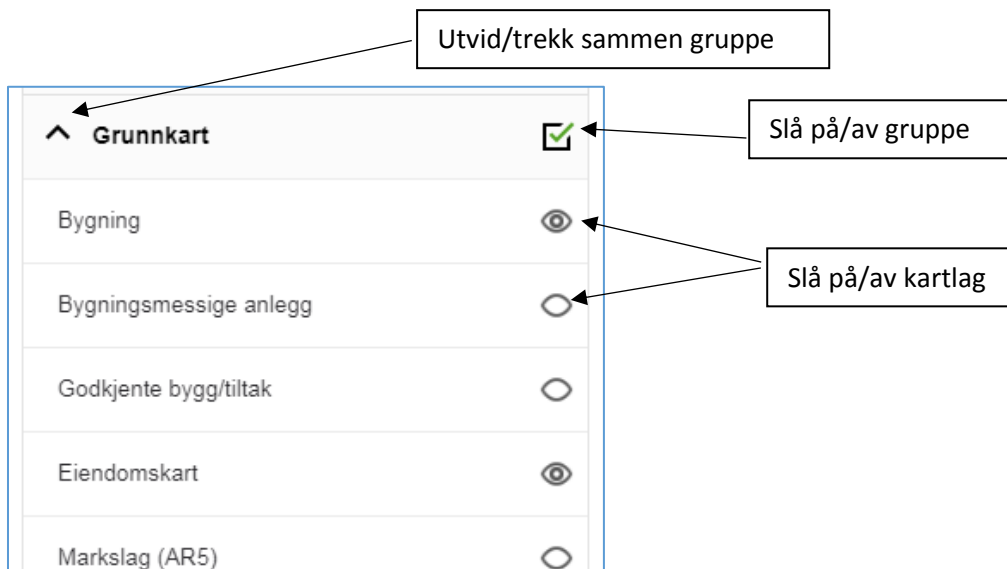 Utvid/trekk sammen gruppe
Grunnkart
Slå på/av gruppe
Bygning
Slå på/av kartlag
Bygningsmessige anlegg
Godkjente bygg/tiltak
Eiendomskart
Markslag (AR5)